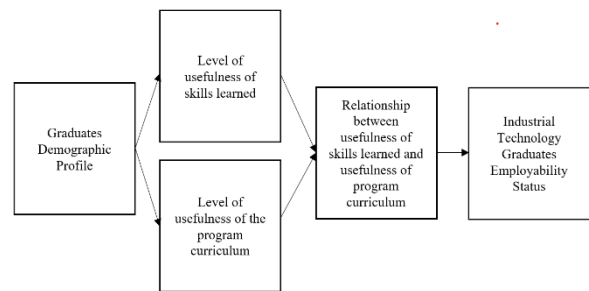 Graduates
Demographic
Profile
Level of
usefulness of
skills learned
Level of
usefulness of the
program
curriculum
Relationship
between
usefulness of
skills learned and
usefulness of
program
curriculum
Industrial
Technology
Graduates
Employability
Status